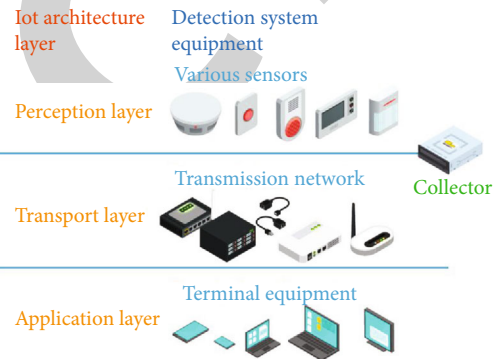 Iot architecture layer
Detection system equipment
Various sensors
Perception layer
Collector
Transmission network
Transport layer
Terminal equipment
Application layer